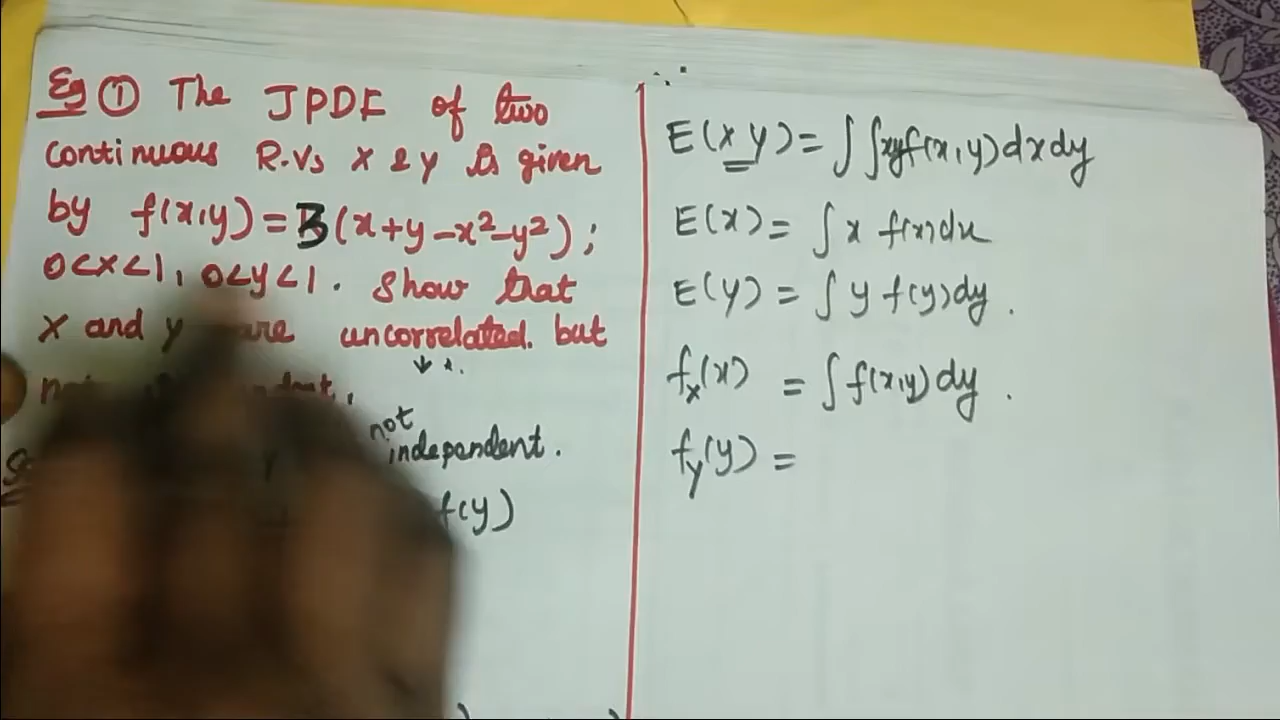 Eg ① The JPDF of two
continuous R.Vs X & Y is given
by f(x,y) = 3(x+y-x²-y²);
0<x<1, 0<y<1. Show that
X and Y are uncorrelated. but
not
independent.
f(y)
E(xy) = ∫∫xyf(x,y)dxdy
E(x) = ∫x f(x)dx
E(y) = ∫y f(y)dy.
fₓ(x) = ∫f(x,y)dy.
fy(y) =